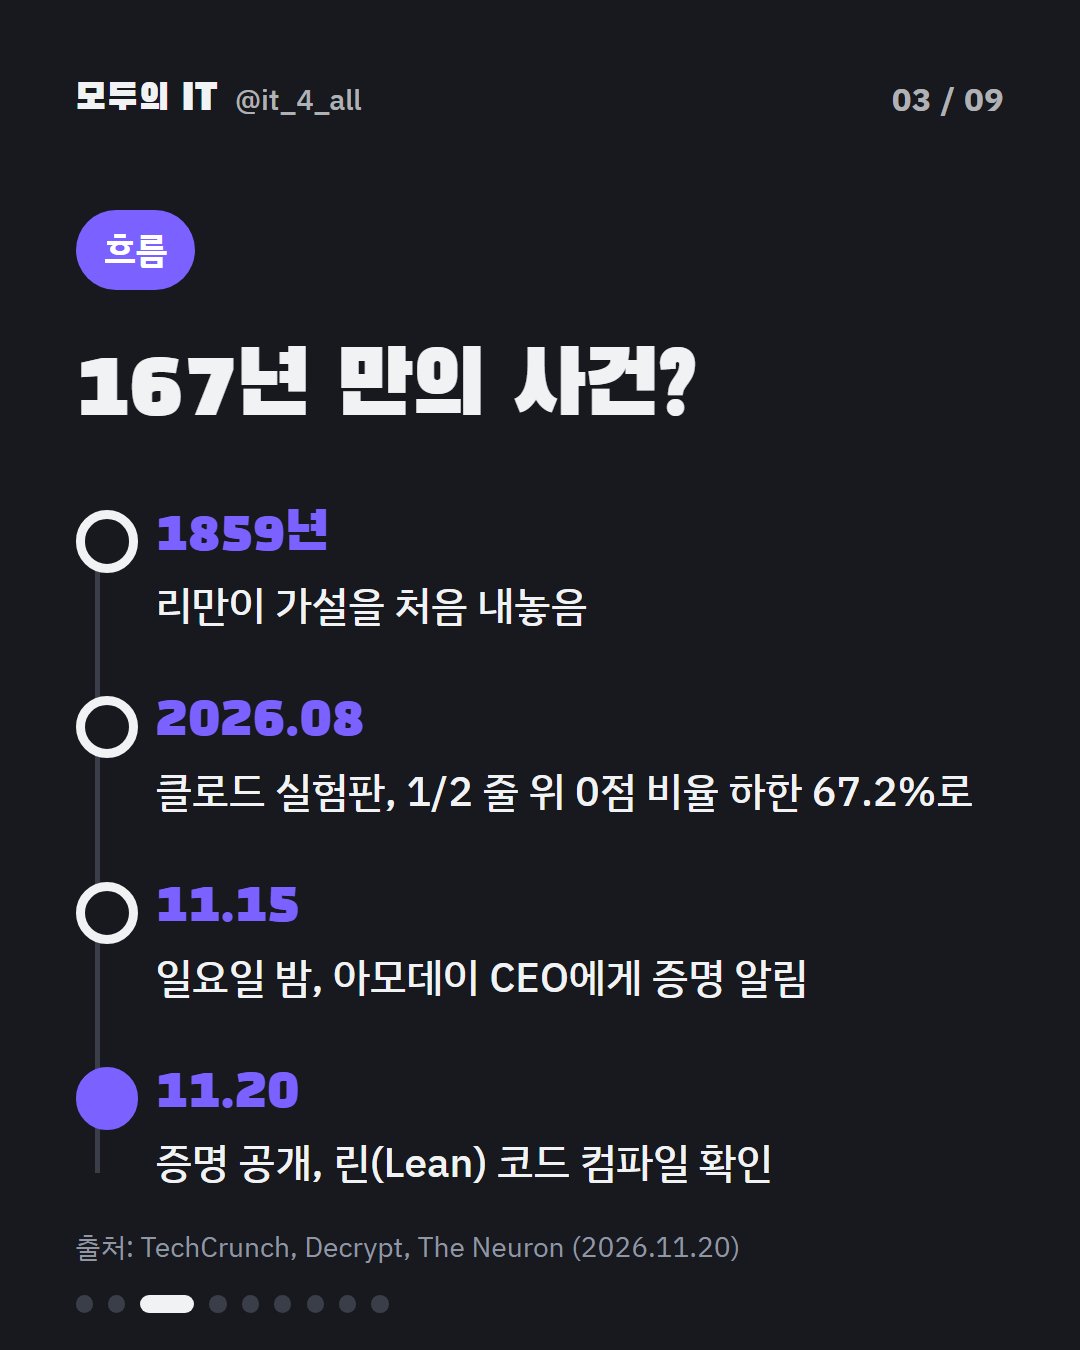 모두의 IT @it_4_all
03 / 09
흐름
167년 만의 사건?
1859년
리만이 가설을 처음 내놓음
2026.08
클로드 실험판, 1/2 줄 위 0점 비율 하한 67.2%로
11.15
일요일 밤, 아모데이 CEO에게 증명 알림
11.20
증명 공개, 린(Lean) 코드 컴파일 확인
출처: TechCrunch, Decrypt, The Neuron (2026.11.20)